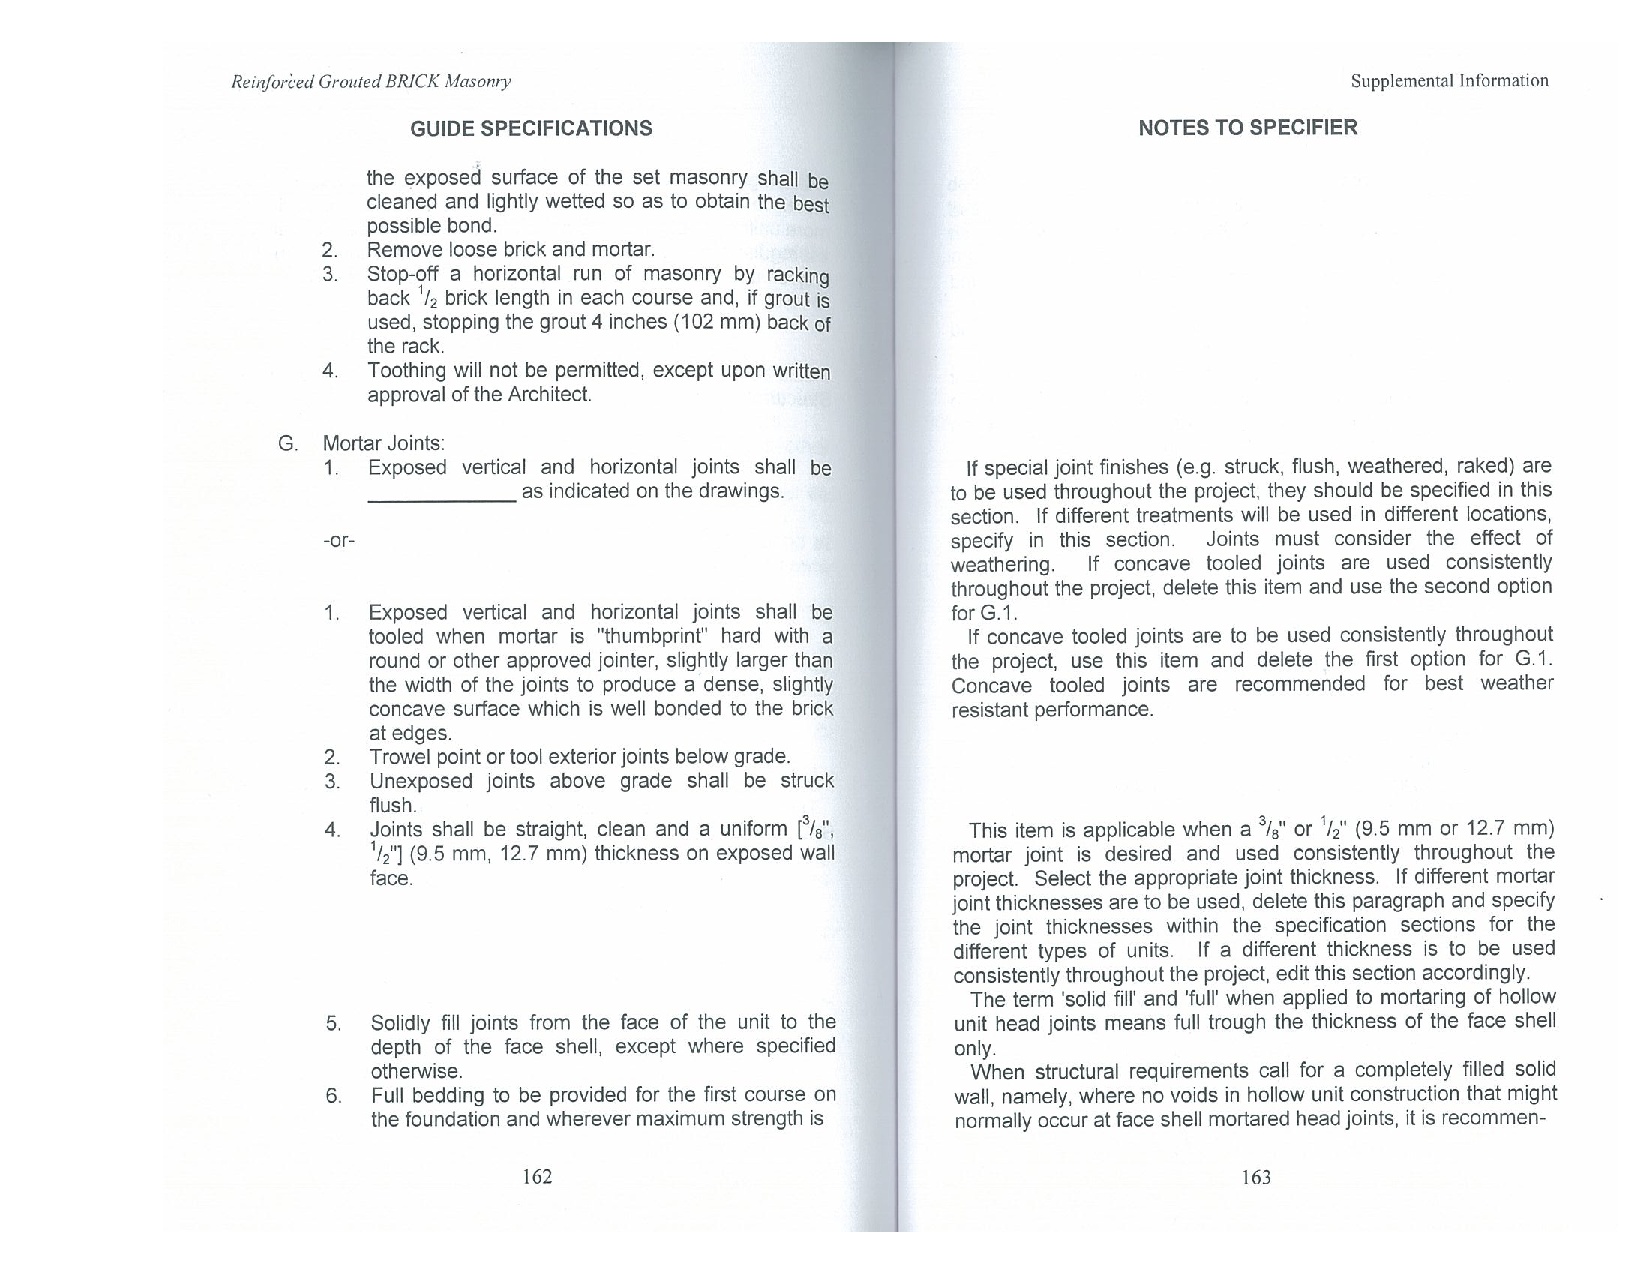 Reinforced Grouted BRICK Masonry
GUIDE SPECIFICATIONS
the exposed surface of the set masonry shall be
cleaned and lightly wetted so as to obtain the best
possible bond.
2. Remove loose brick and mortar.
3. Stop-off a horizontal run of masonry by racking
back 1/2 brick length in each course and, if grout is
used, stopping the grout 4 inches (102 mm) back of
the rack.
4. Toothing will not be permitted, except upon written
approval of the Architect.
G. Mortar Joints:
1. Exposed vertical and horizontal joints shall be
______________ as indicated on the drawings.
-or-
1. Exposed vertical and horizontal joints shall be
tooled when mortar is "thumbprint" hard with a
round or other approved jointer, slightly larger than
the width of the joints to produce a dense, slightly
concave surface which is well bonded to the brick
at edges.
2. Trowel point or tool exterior joints below grade.
3. Unexposed joints above grade shall be struck
flush.
4. Joints shall be straight, clean and a uniform [3/8",
1/2"] (9.5 mm, 12.7 mm) thickness on exposed wall
face.
5. Solidly fill joints from the face of the unit to the
depth of the face shell, except where specified
otherwise.
6. Full bedding to be provided for the first course on
the foundation and wherever maximum strength is
162
Supplemental Information
NOTES TO SPECIFIER
If special joint finishes (e.g. struck, flush, weathered, raked) are
to be used throughout the project, they should be specified in this
section. If different treatments will be used in different locations,
specify in this section. Joints must consider the effect of
weathering. If concave tooled joints are used consistently
throughout the project, delete this item and use the second option
for G.1.
If concave tooled joints are to be used consistently throughout
the project, use this item and delete the first option for G.1.
Concave tooled joints are recommended for best weather
resistant performance.
This item is applicable when a 3/8" or 1/2" (9.5 mm or 12.7 mm)
mortar joint is desired and used consistently throughout the
project. Select the appropriate joint thickness. If different mortar
joint thicknesses are to be used, delete this paragraph and specify
the joint thicknesses within the specification sections for the
different types of units. If a different thickness is to be used
consistently throughout the project, edit this section accordingly.
The term 'solid fill' and 'full' when applied to mortaring of hollow
unit head joints means full trough the thickness of the face shell
only.
When structural requirements call for a completely filled solid
wall, namely, where no voids in hollow unit construction that might
normally occur at face shell mortared head joints, it is recommen-
163